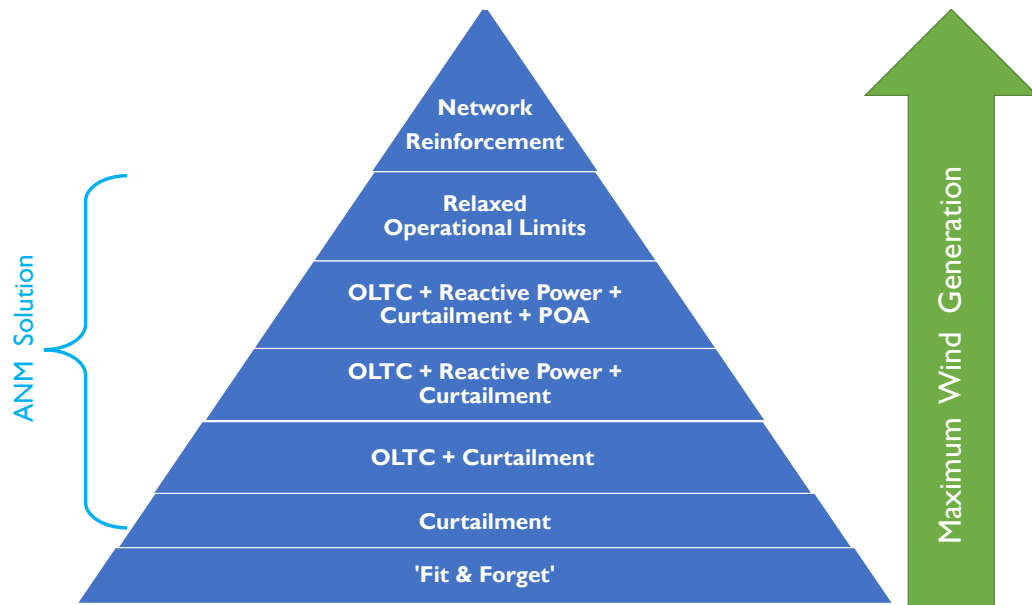 Network
Reinforcement
Relaxed
Operational Limits
OLTC + Reactive Power +
Curtailment + POA
OLTC + Reactive Power +
Curtailment
OLTC + Curtailment
Curtailment
'Fit & Forget'
ANM Solution
Maximum Wind Generation